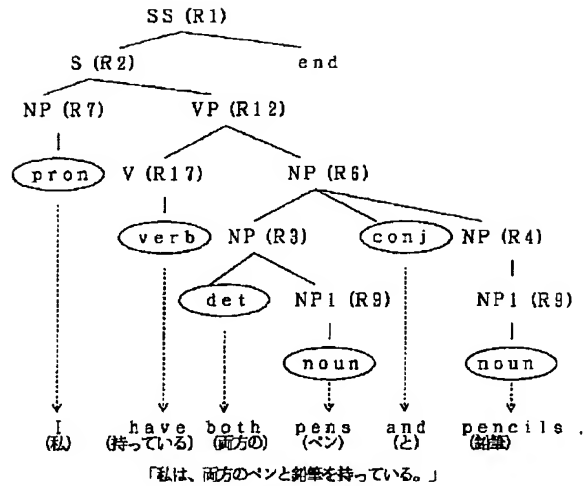 SS (R1)
S (R2) end
NP (R7) VP (R12)
pron V (R17) NP (R6)
verb NP (R3) conj NP (R4)
det NP1 (R9) NP1 (R9)
noun noun
I have both pens and pencils .
(私) (持っている) (両方の) (ペン) (と) (鉛筆)
「私は、両方のペンと鉛筆を持っている。」